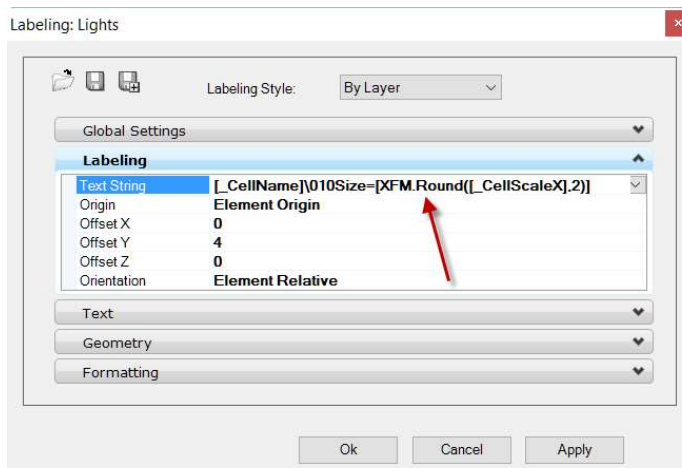 Labeling: Lights
Labeling Style: By Layer
Global Settings
Labeling
Text String [_CellName]\010Size=[XFM.Round([_CellScaleX],2)]
Origin Element Origin
Offset X 0
Offset Y 4
Offset Z 0
Orientation Element Relative
Text
Geometry
Formatting
Ok Cancel Apply